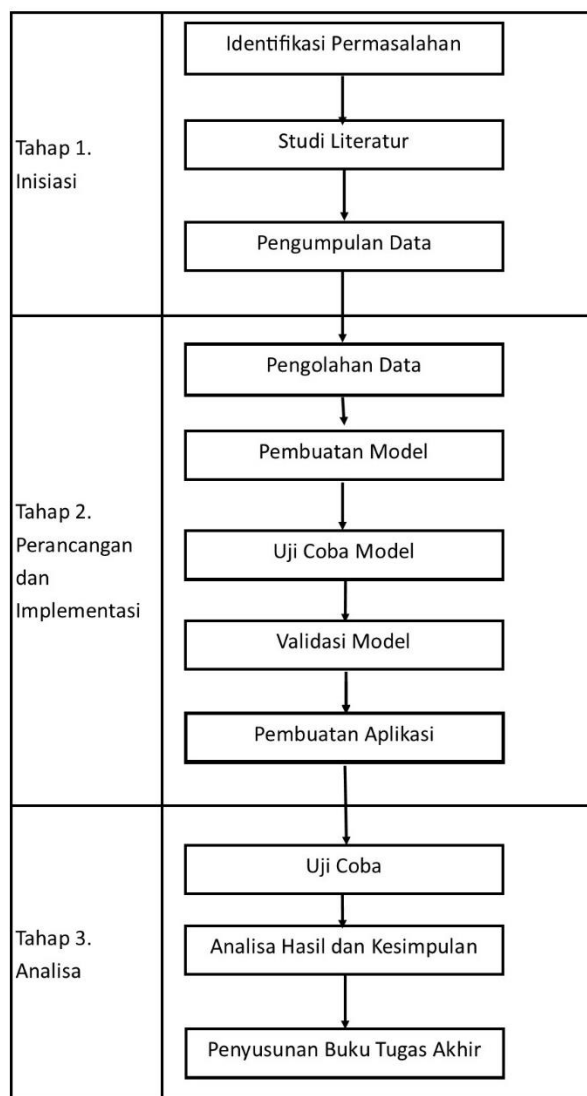 Tahap 1.
Inisiasi
Identifikasi Permasalahan
Studi Literatur
Pengumpulan Data
Tahap 2.
Perancangan
dan
Implementasi
Pengolahan Data
Pembuatan Model
Uji Coba Model
Validasi Model
Pembuatan Aplikasi
Tahap 3.
Analisa
Uji Coba
Analisa Hasil dan Kesimpulan
Penyusunan Buku Tugas Akhir